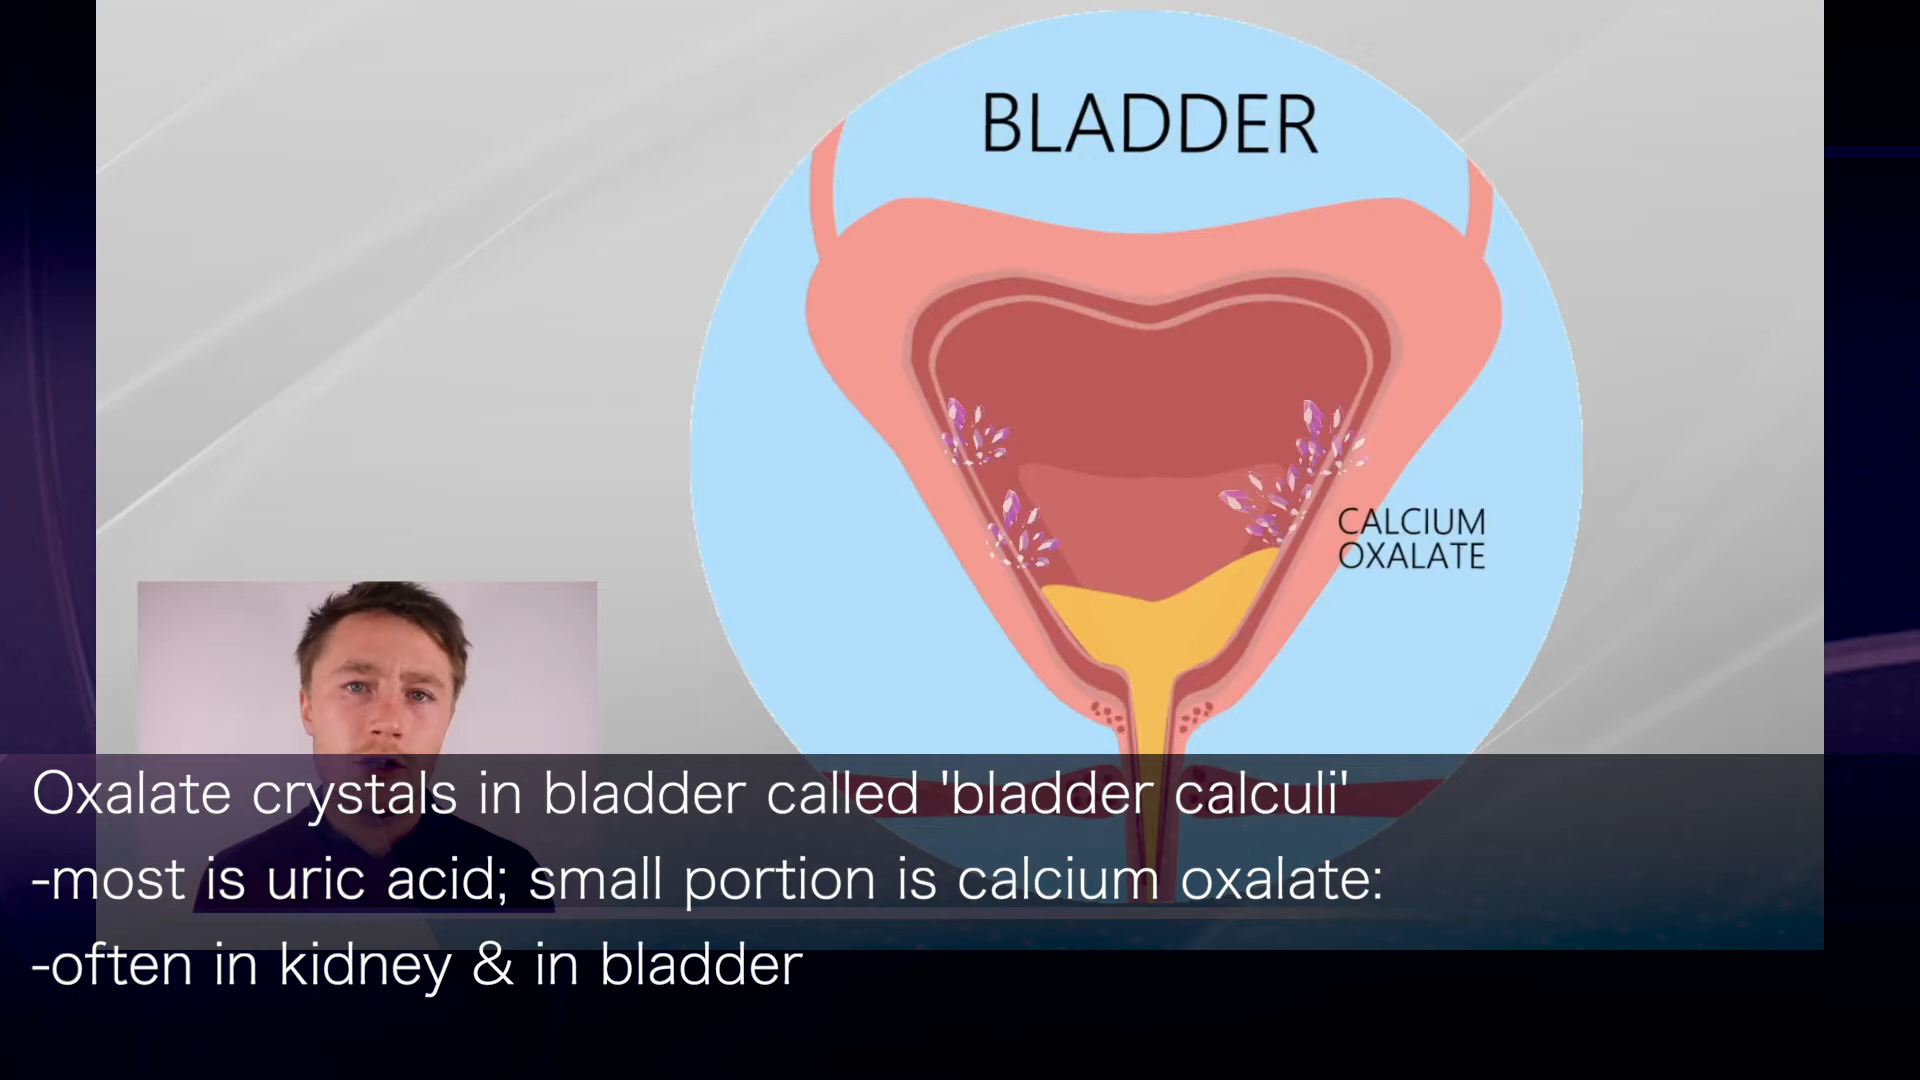 BLADDER
CALCIUM
OXALATE
Oxalate crystals in bladder called 'bladder calculi'
-most is uric acid; small portion is calcium oxalate:
-often in kidney & in bladder